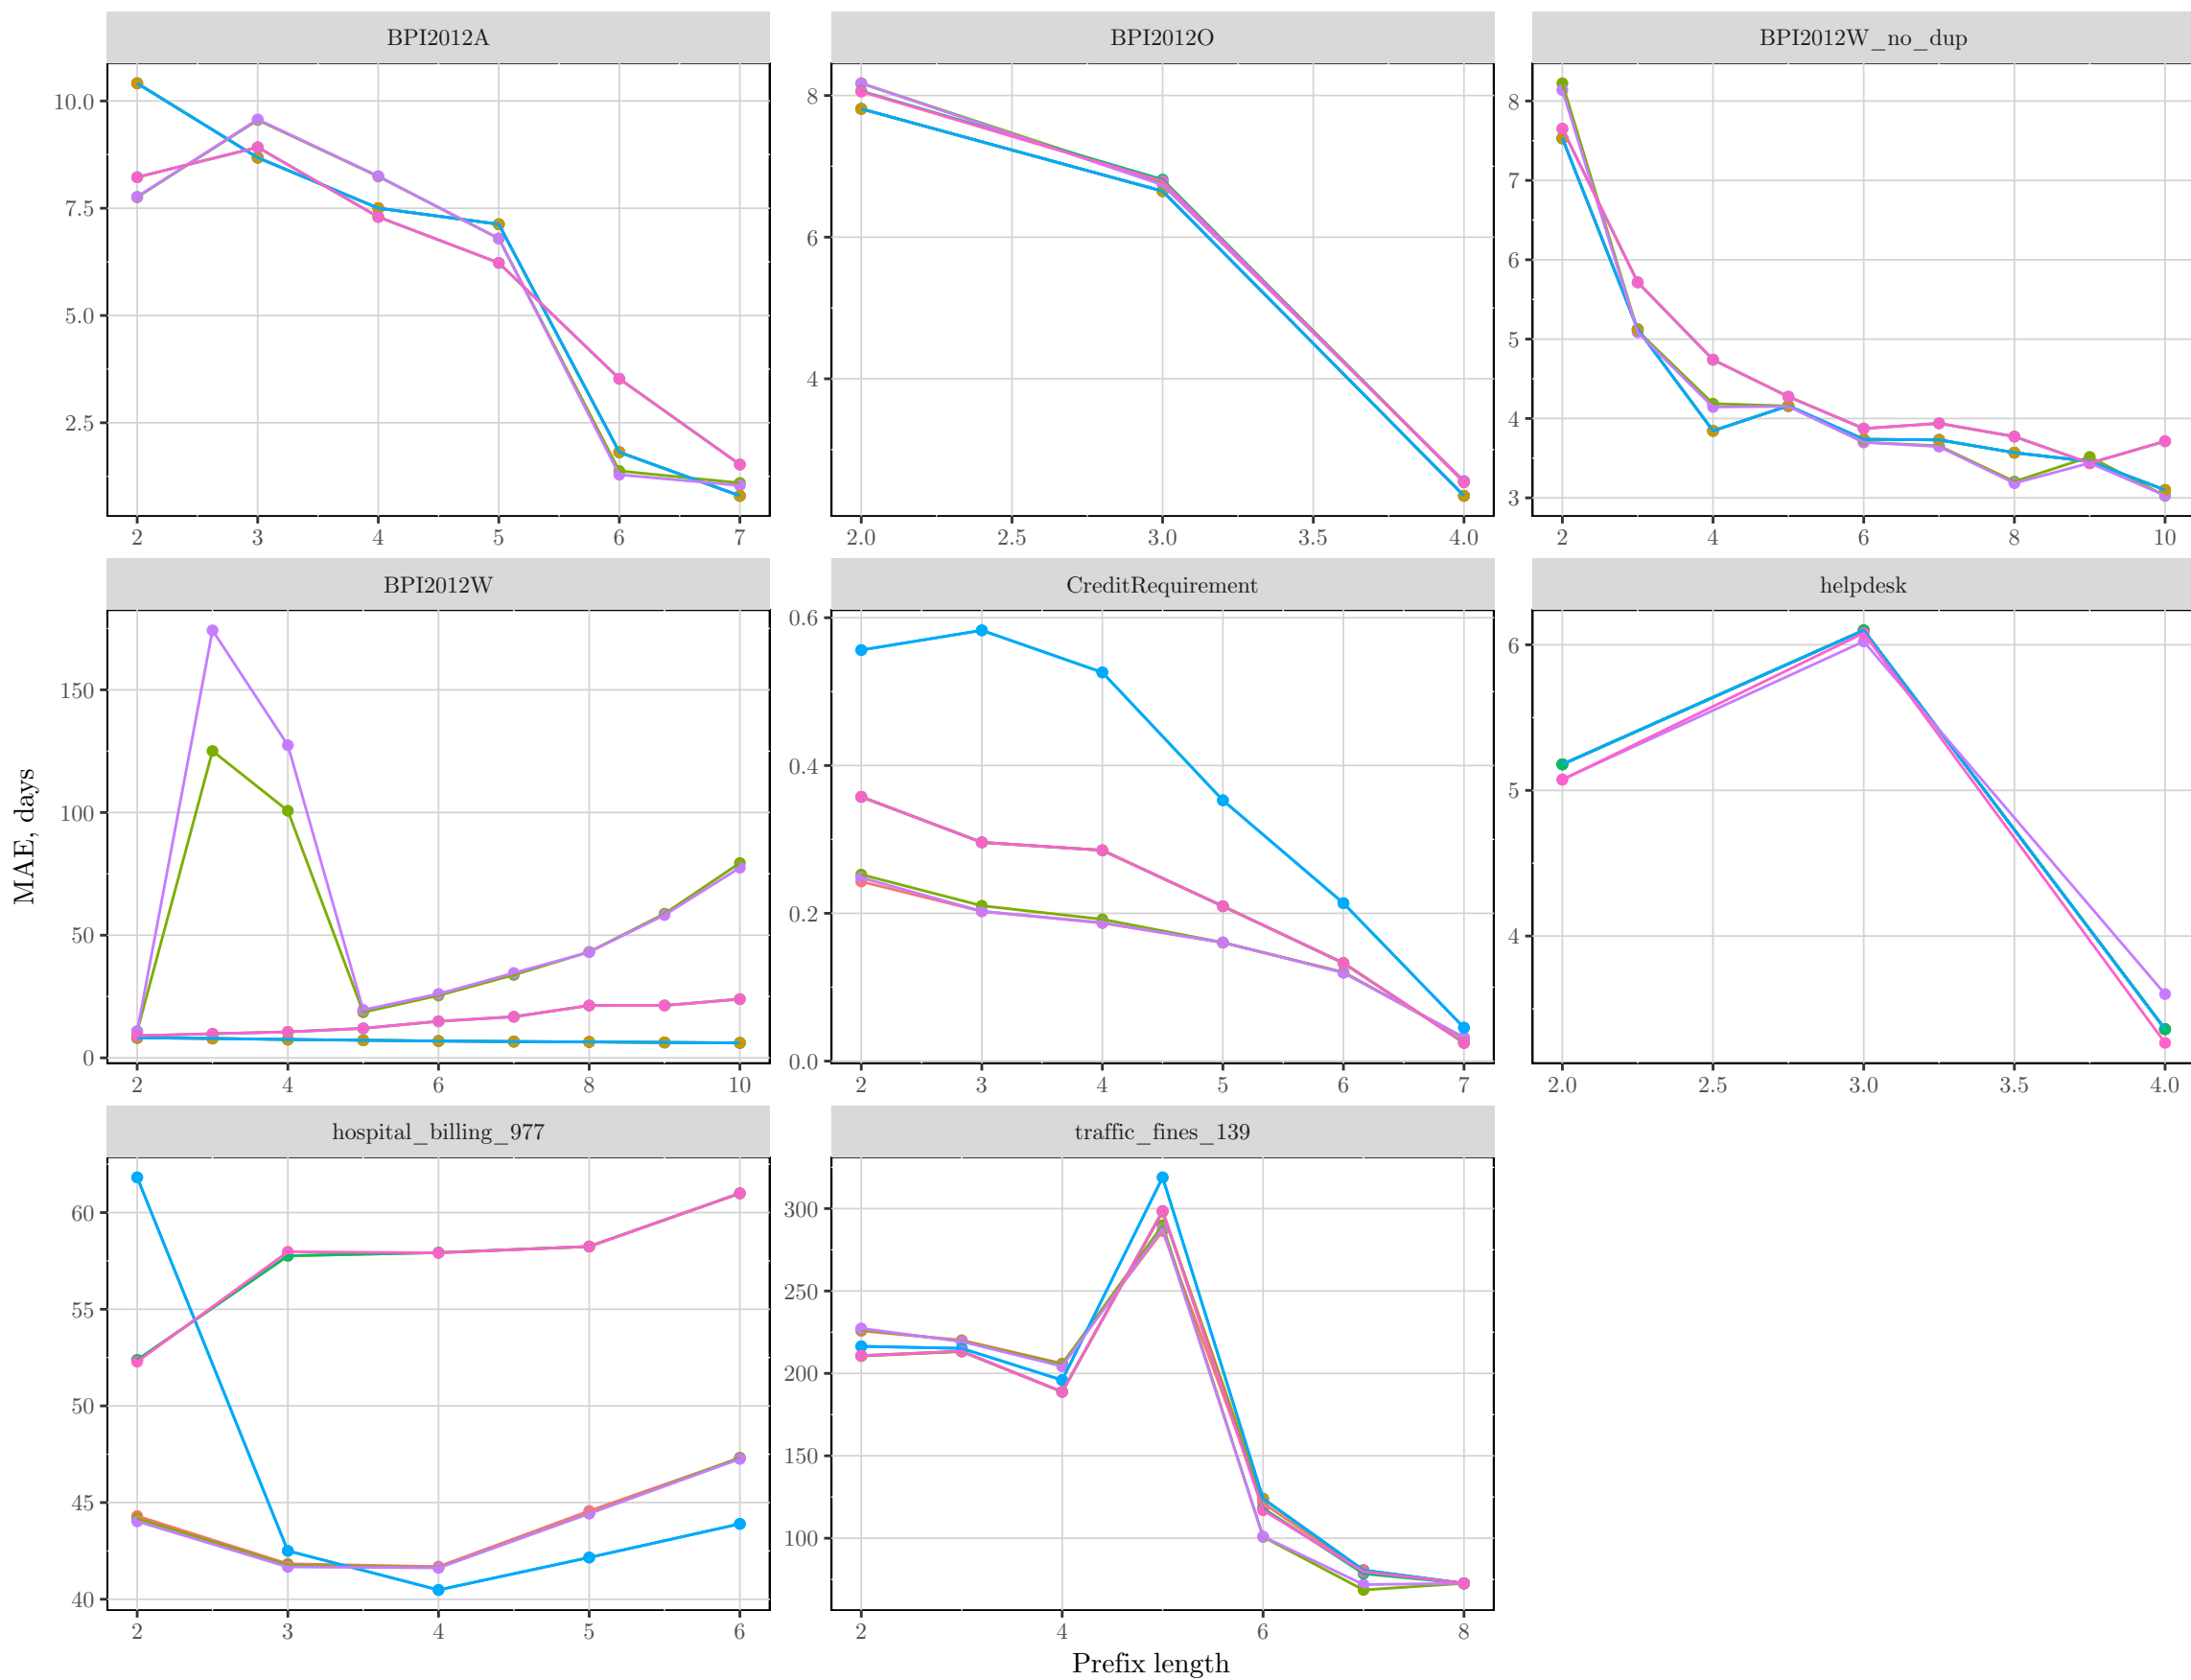 BPI2012A
BPI2012O
BPI2012W_no_dup
10.0
7.5
5.0
2.5
2 3 4 5 6 7
8
6
4
2.0 2.5 3.0 3.5 4.0
8
7
6
5
4
3
2 4 6 8 10
BPI2012W
CreditRequirement
helpdesk
MAE, days
150
100
50
0
2 4 6 8 10
0.6
0.4
0.2
0.0
2 3 4 5 6 7
6
5
4
2.0 2.5 3.0 3.5 4.0
hospital_billing_977
traffic_fines_139
60
55
50
45
40
2 3 4 5 6
300
250
200
150
100
2 4 6 8
Prefix length